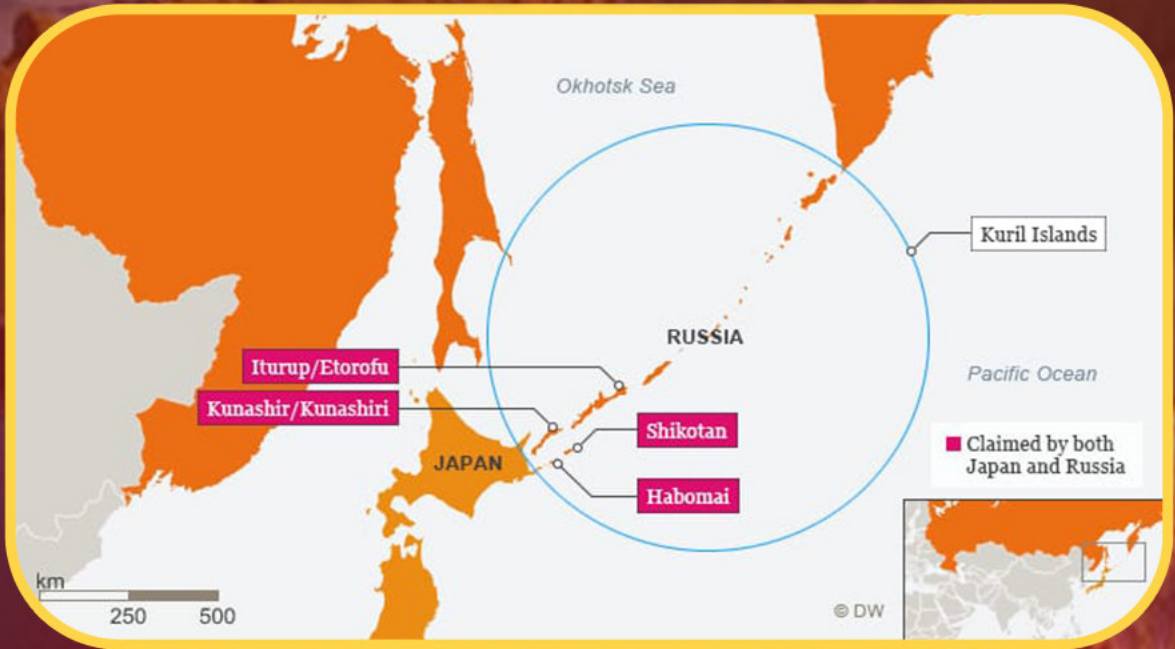 Okhotsk Sea
Kuril Islands
RUSSIA
Iturup/Etorofu
Pacific Ocean
Kunashir/Kunashiri
Shikotan
Claimed by both
Japan and Russia
JAPAN
Habomai
km
250 500
© DW